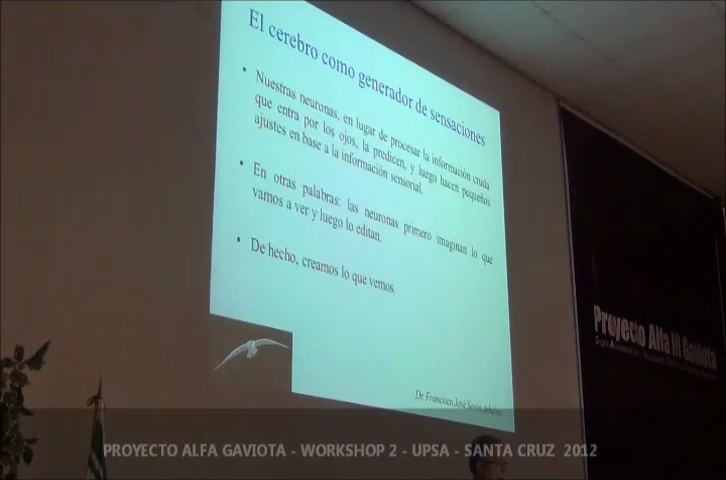 El cerebro como generador de sensaciones
• Nuestras neuronas, en lugar de procesar la información cruda
que entra por los ojos, la predicen, y luego hacen pequeños
ajustes en base a la información sensorial.
• En otras palabras: las neuronas primero imaginan lo que
vamos a ver y luego lo editan.
• De hecho, creamos lo que vemos.
Dr. Francisco José
Proyecto Alfa III Gaviota
PROYECTO ALFA GAVIOTA - WORKSHOP 2 - UPSA - SANTA CRUZ 2012